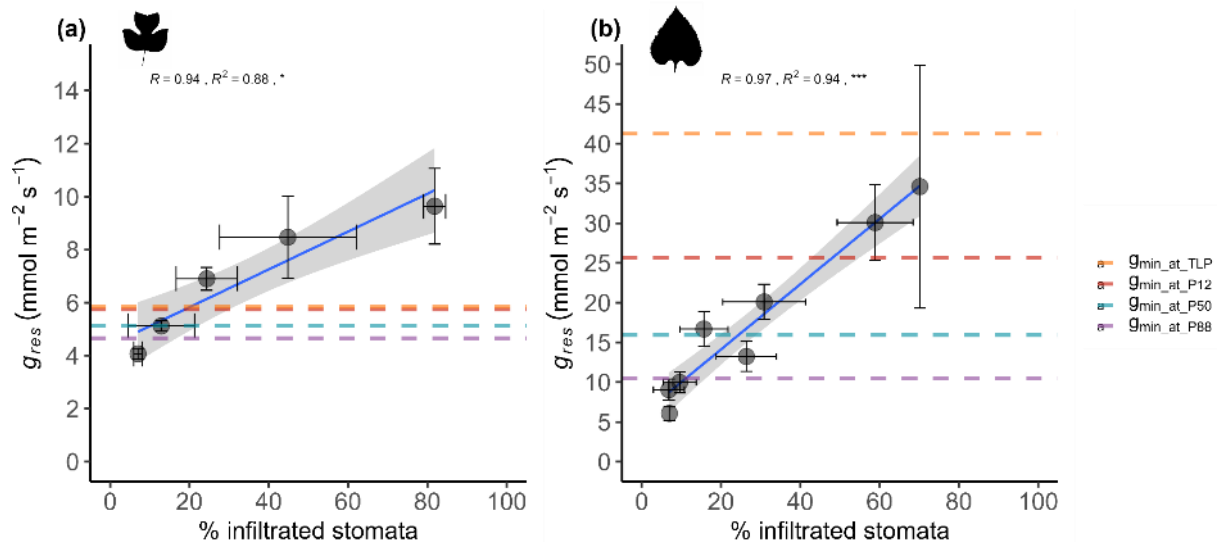 (a)
R = 0.94 , R² = 0.88 , *
14
12
10
8
6
4
2
0
g_res (mmol m⁻² s⁻¹)
0 20 40 60 80 100
% infiltrated stomata
(b)
R = 0.97 , R² = 0.94 , ***
50
45
40
35
30
25
20
15
10
5
0
g_res (mmol m⁻² s⁻¹)
0 20 40 60 80 100
% infiltrated stomata
a g_min_at_TLP
a g_min_at_P12
a g_min_at_P50
a g_min_at_P88